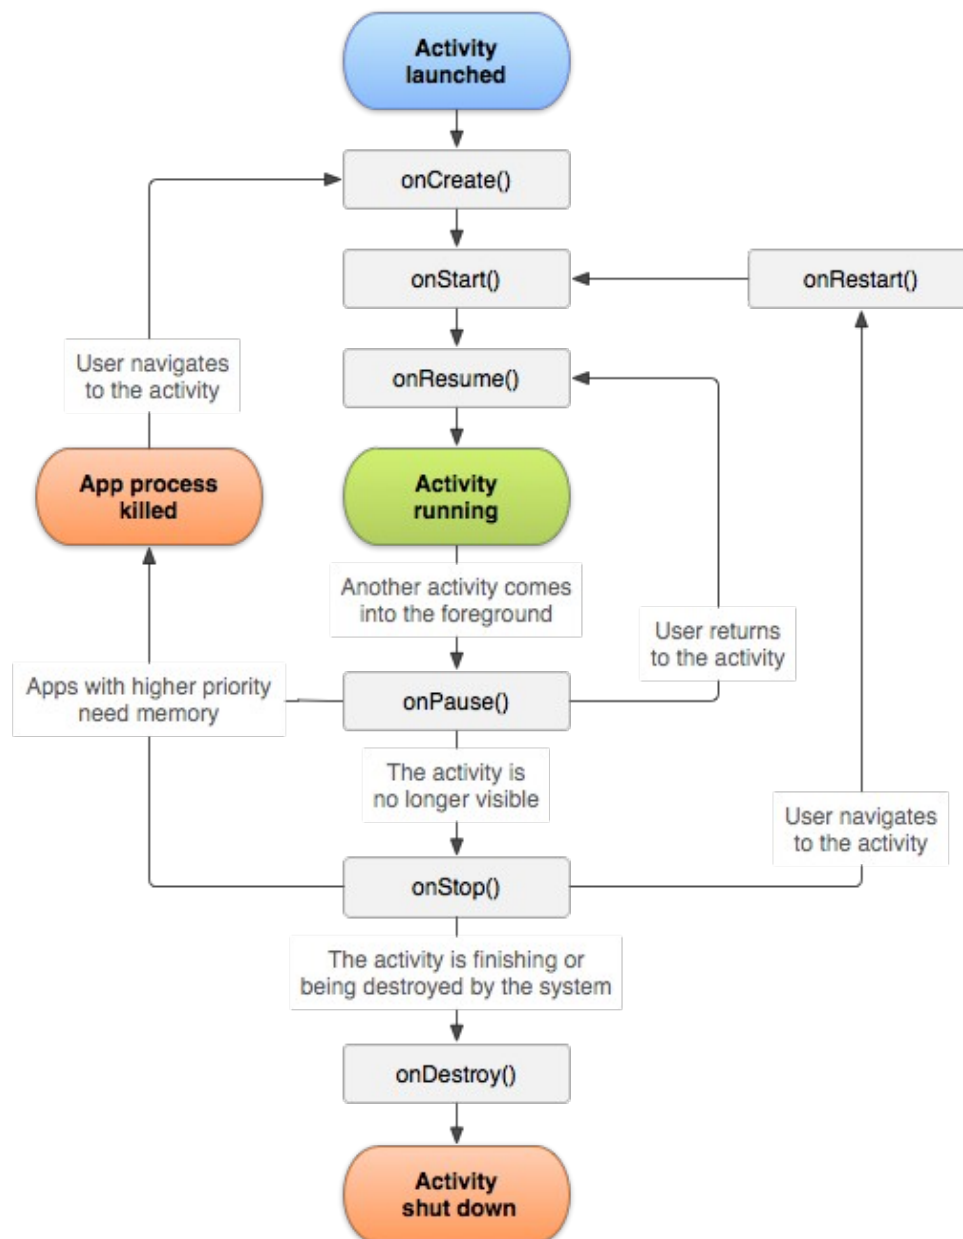 Activity
launched
onCreate()
onStart()
onRestart()
User navigates
to the activity
onResume()
App process
killed
Activity
running
Another activity comes
into the foreground
User returns
to the activity
Apps with higher priority
need memory
onPause()
The activity is
no longer visible
User navigates
to the activity
onStop()
The activity is finishing or
being destroyed by the system
onDestroy()
Activity
shut down